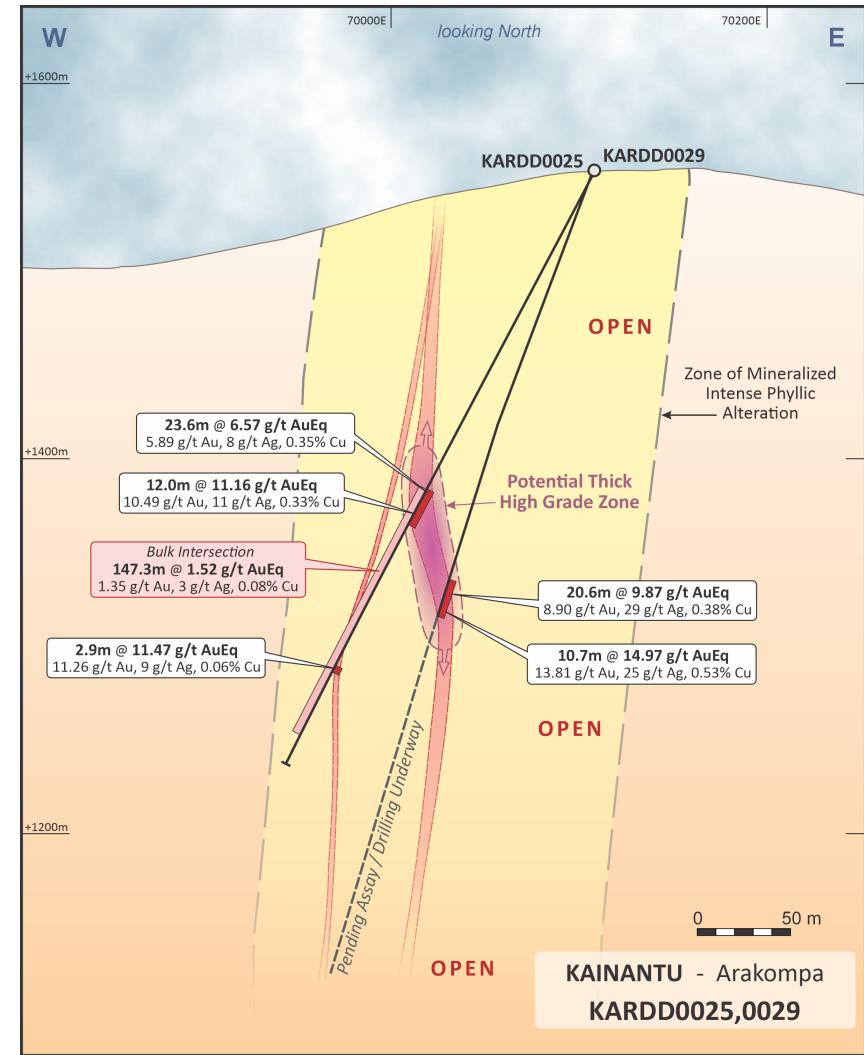 70000E
70200E
W
looking North
E
+1600m
KARDD0025
KARDD0029
OPEN
Zone of Mineralized
Intense Phyllic
Alteration
23.6m @ 6.57 g/t AuEq
5.89 g/t Au, 8 g/t Ag, 0.35% Cu
+1400m
12.0m @ 11.16 g/t AuEq
10.49 g/t Au, 11 g/t Ag, 0.33% Cu
Potential Thick
High Grade Zone
Bulk Intersection
147.3m @ 1.52 g/t AuEq
1.35 g/t Au, 3 g/t Ag, 0.08% Cu
20.6m @ 9.87 g/t AuEq
8.90 g/t Au, 29 g/t Ag, 0.38% Cu
2.9m @ 11.47 g/t AuEq
11.26 g/t Au, 9 g/t Ag, 0.06% Cu
10.7m @ 14.97 g/t AuEq
13.81 g/t Au, 25 g/t Ag, 0.53% Cu
OPEN
Pending Assay / Drilling Underway
+1200m
0 50 m
OPEN
KAINANTU - Arakompa
KARDD0025,0029